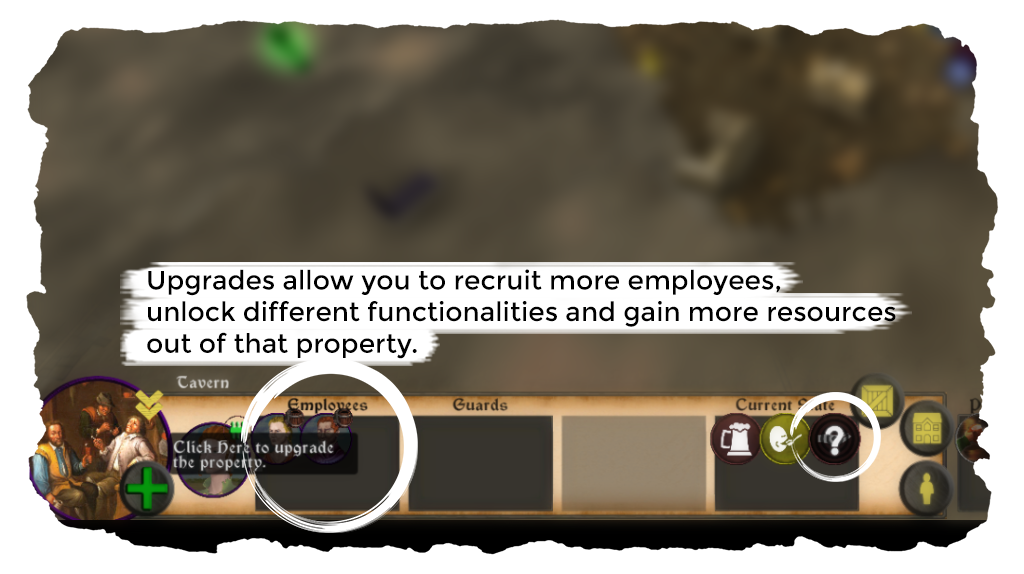 Upgrades allow you to recruit more employees,
unlock different functionalities and gain more resources
out of that property.
Tavern
Employees
Guards
Current State
Click Here to upgrade
the property.
?